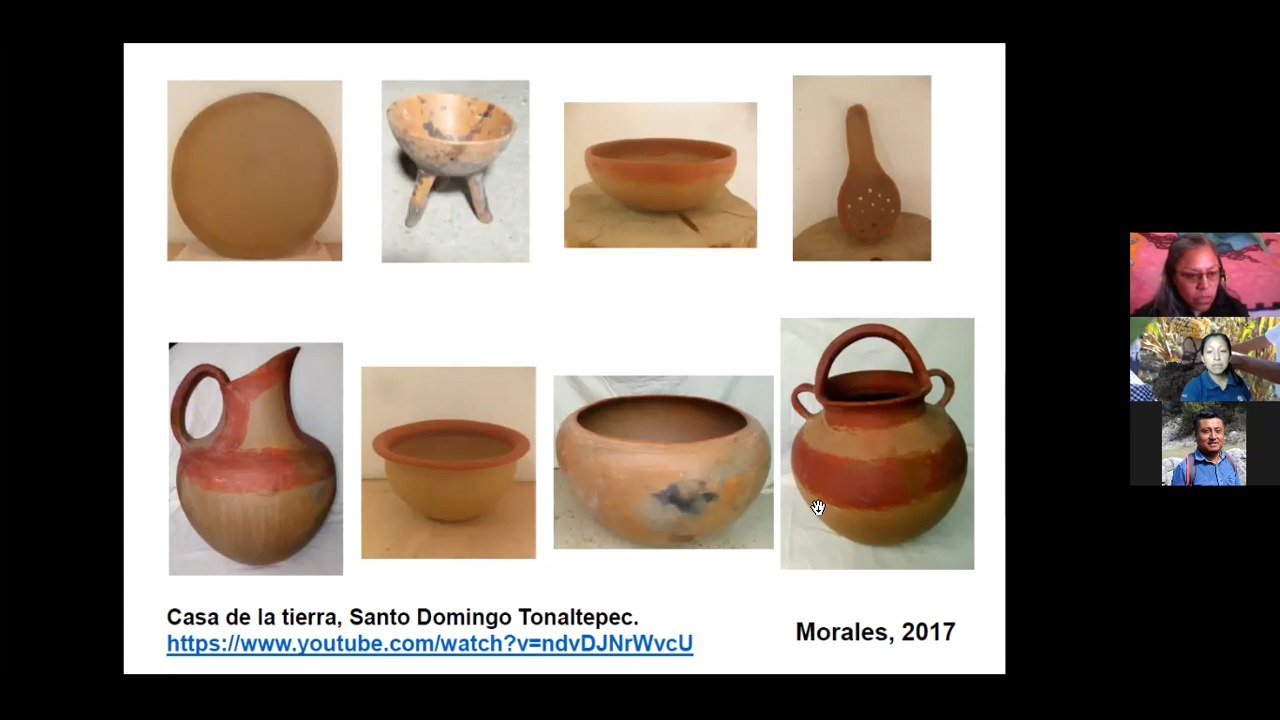 Casa de la tierra, Santo Domingo Tonaltepec.
https://www.youtube.com/watch?v=ndvDJNrWvcU
Morales, 2017